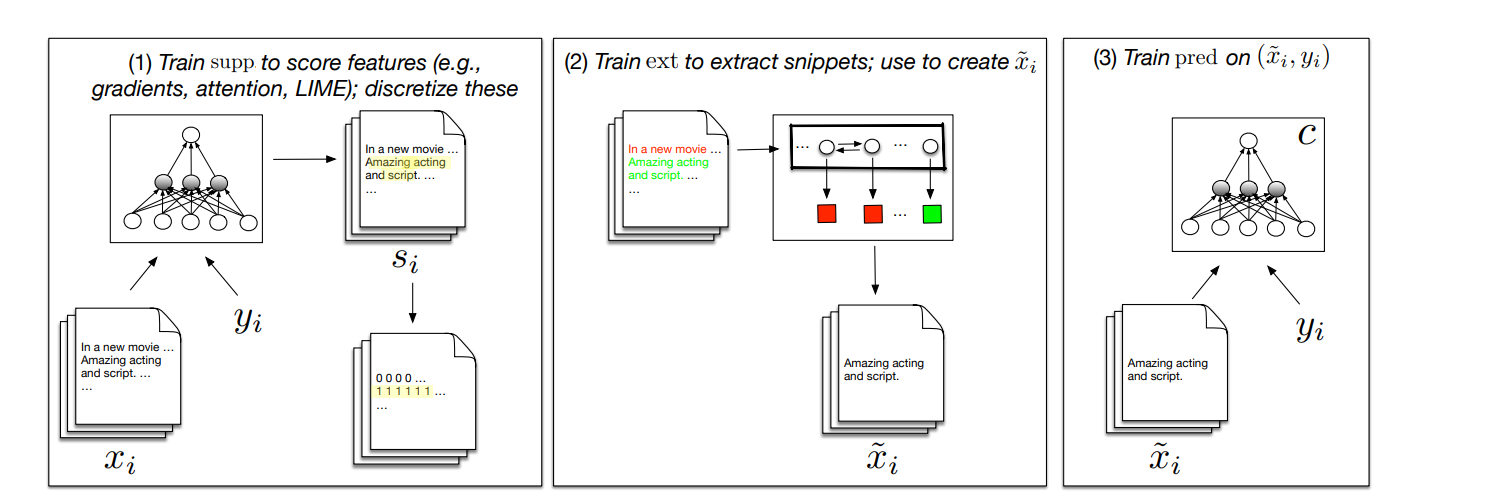 (1) Train supp to score features (e.g.,
gradients, attention, LIME); discretize these
In a new movie ...
Amazing acting
and script. ...
...
s_i
y_i
In a new movie ...
Amazing acting
and script. ...
...
x_i
0 0 0 0 ...
1 1 1 1 1 1 ...
...
(2) Train ext to extract snippets; use to create x̃_i
In a new movie ...
Amazing acting
and script. ...
...
... ...
...
Amazing acting
and script.
x̃_i
(3) Train pred on (x̃_i, y_i)
c
y_i
Amazing acting
and script.
x̃_i